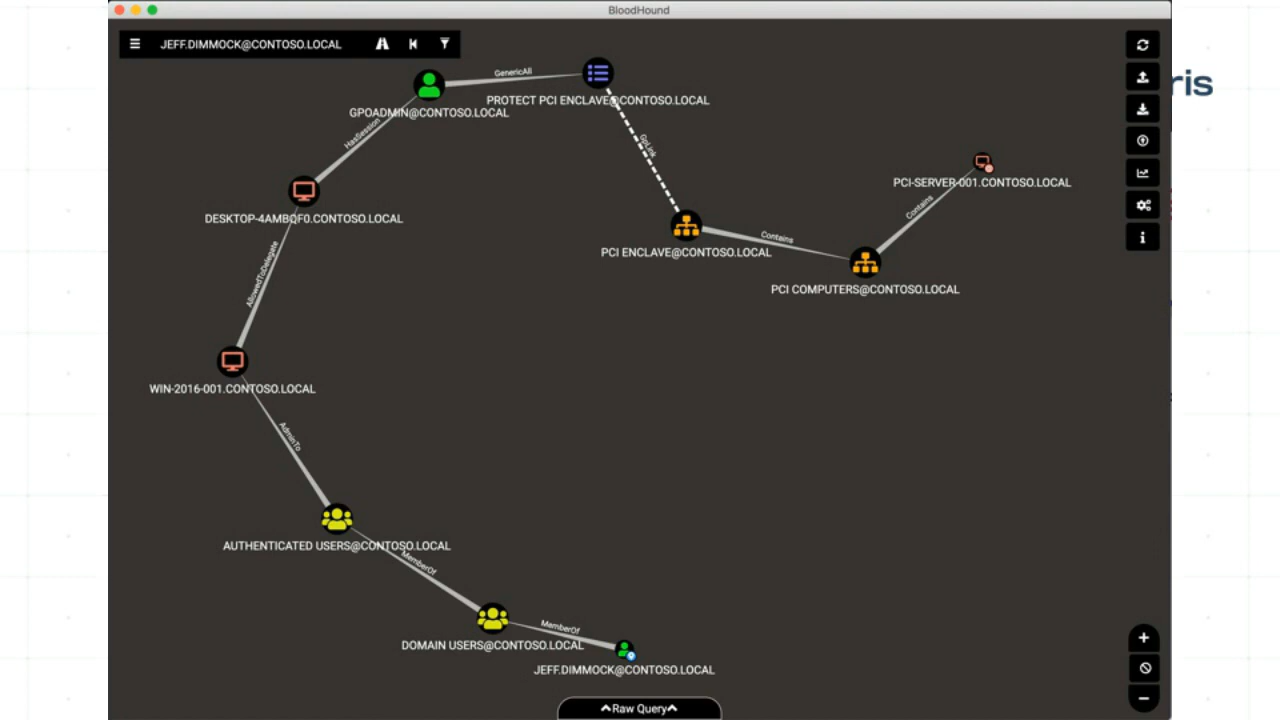 BloodHound
JEFF.DIMMOCK@CONTOSO.LOCAL
ris
GenericAll
PROTECT PCI ENCLAVE@CONTOSO.LOCAL
GPOADMIN@CONTOSO.LOCAL
HasSession
GpLink
PCI-SERVER-001.CONTOSO.LOCAL
Contains
DESKTOP-4AMBQF0.CONTOSO.LOCAL
Contains
PCI ENCLAVE@CONTOSO.LOCAL
AllowedToDelegate
PCI COMPUTERS@CONTOSO.LOCAL
WIN-2016-001.CONTOSO.LOCAL
AdminTo
AUTHENTICATED USERS@CONTOSO.LOCAL
MemberOf
MemberOf
DOMAIN USERS@CONTOSO.LOCAL
JEFF.DIMMOCK@CONTOSO.LOCAL
Raw Query